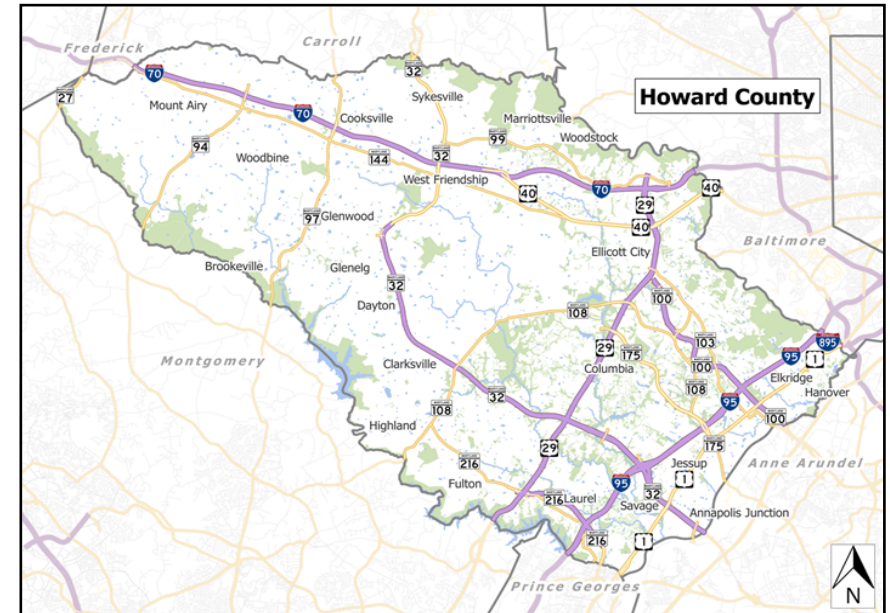 Frederick
Carroll
70
32
27
Mount Airy
Sykesville
Howard County
70
Cooksville
Marriottsville
94
99
Woodstock
Woodbine
144
32
West Friendship
40
70
40
29
97
Glenwood
40
Ellicott City
Baltimore
Brookeville
Glenelg
32
100
Dayton
108
103
895
Montgomery
29
175
95
1
Clarksville
Columbia
100
Elkridge
32
108
Hanover
108
95
100
Highland
29
175
216
Jessup
Anne Arundel
Fulton
95
1
216
Laurel
32
Savage
Annapolis Junction
216
1
Prince Georges
N